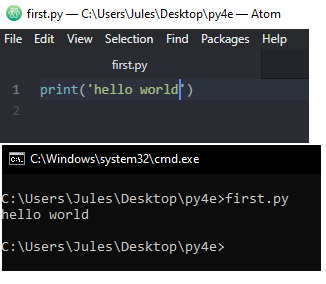 first.py — C:\Users\Jules\Desktop\py4e — Atom
File Edit View Selection Find Packages Help
first.py
1 print('hello world')
2
C:\Windows\system32\cmd.exe
C:\Users\Jules\Desktop\py4e>first.py
hello world
C:\Users\Jules\Desktop\py4e>